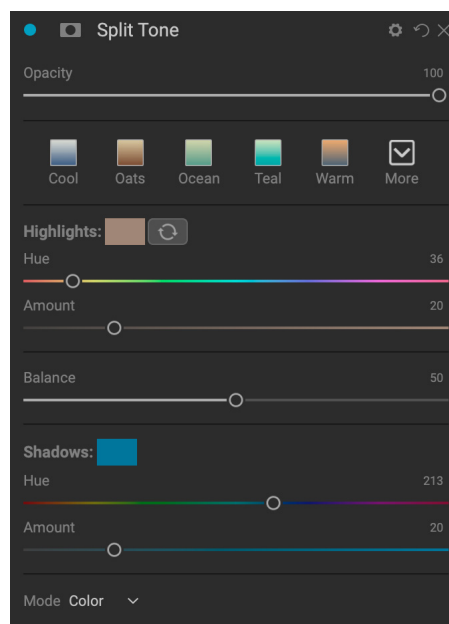 Split Tone
Opacity 100
Cool Oats Ocean Teal Warm More
Highlights:
Hue 36
Amount 20
Balance 50
Shadows:
Hue 213
Amount 20
Mode Color